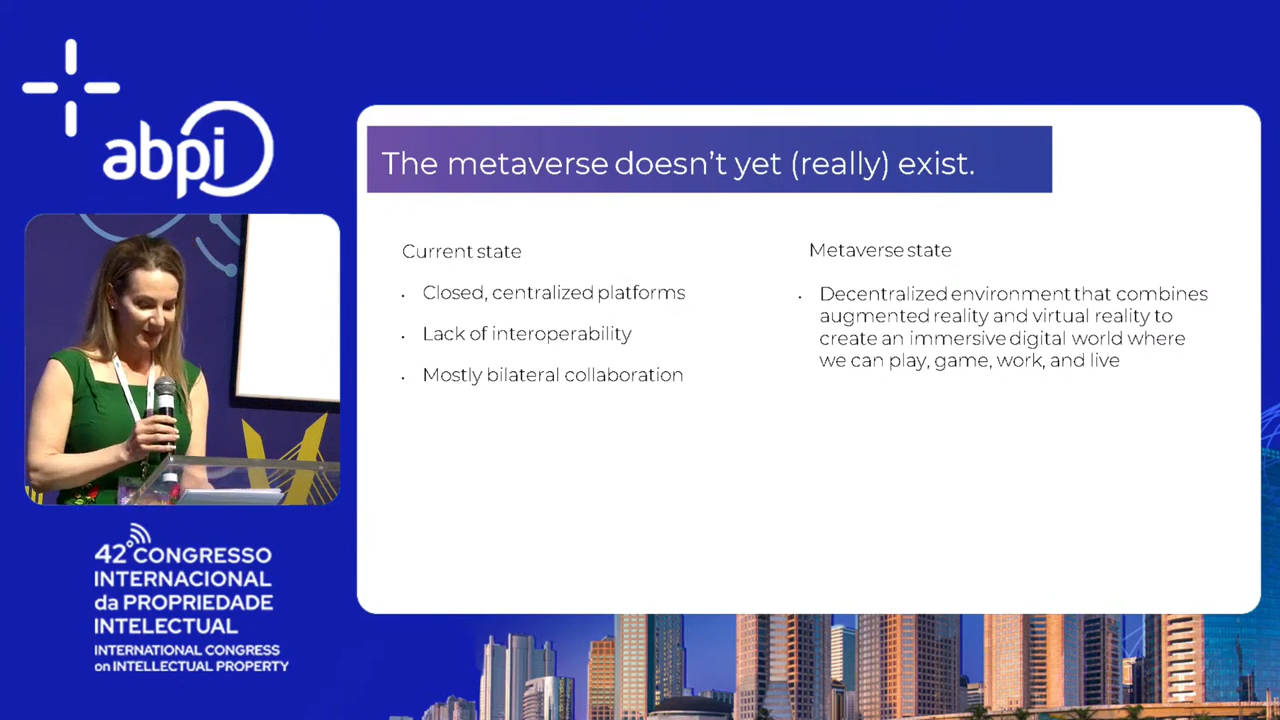 abpi
42º CONGRESSO
INTERNACIONAL
da PROPRIEDADE
INTELECTUAL
INTERNATIONAL CONGRESS
on INTELLECTUAL PROPERTY
The metaverse doesn’t yet (really) exist.
Current state
• Closed, centralized platforms
• Lack of interoperability
• Mostly bilateral collaboration
Metaverse state
• Decentralized environment that combines
augmented reality and virtual reality to
create an immersive digital world where
we can play, game, work, and live